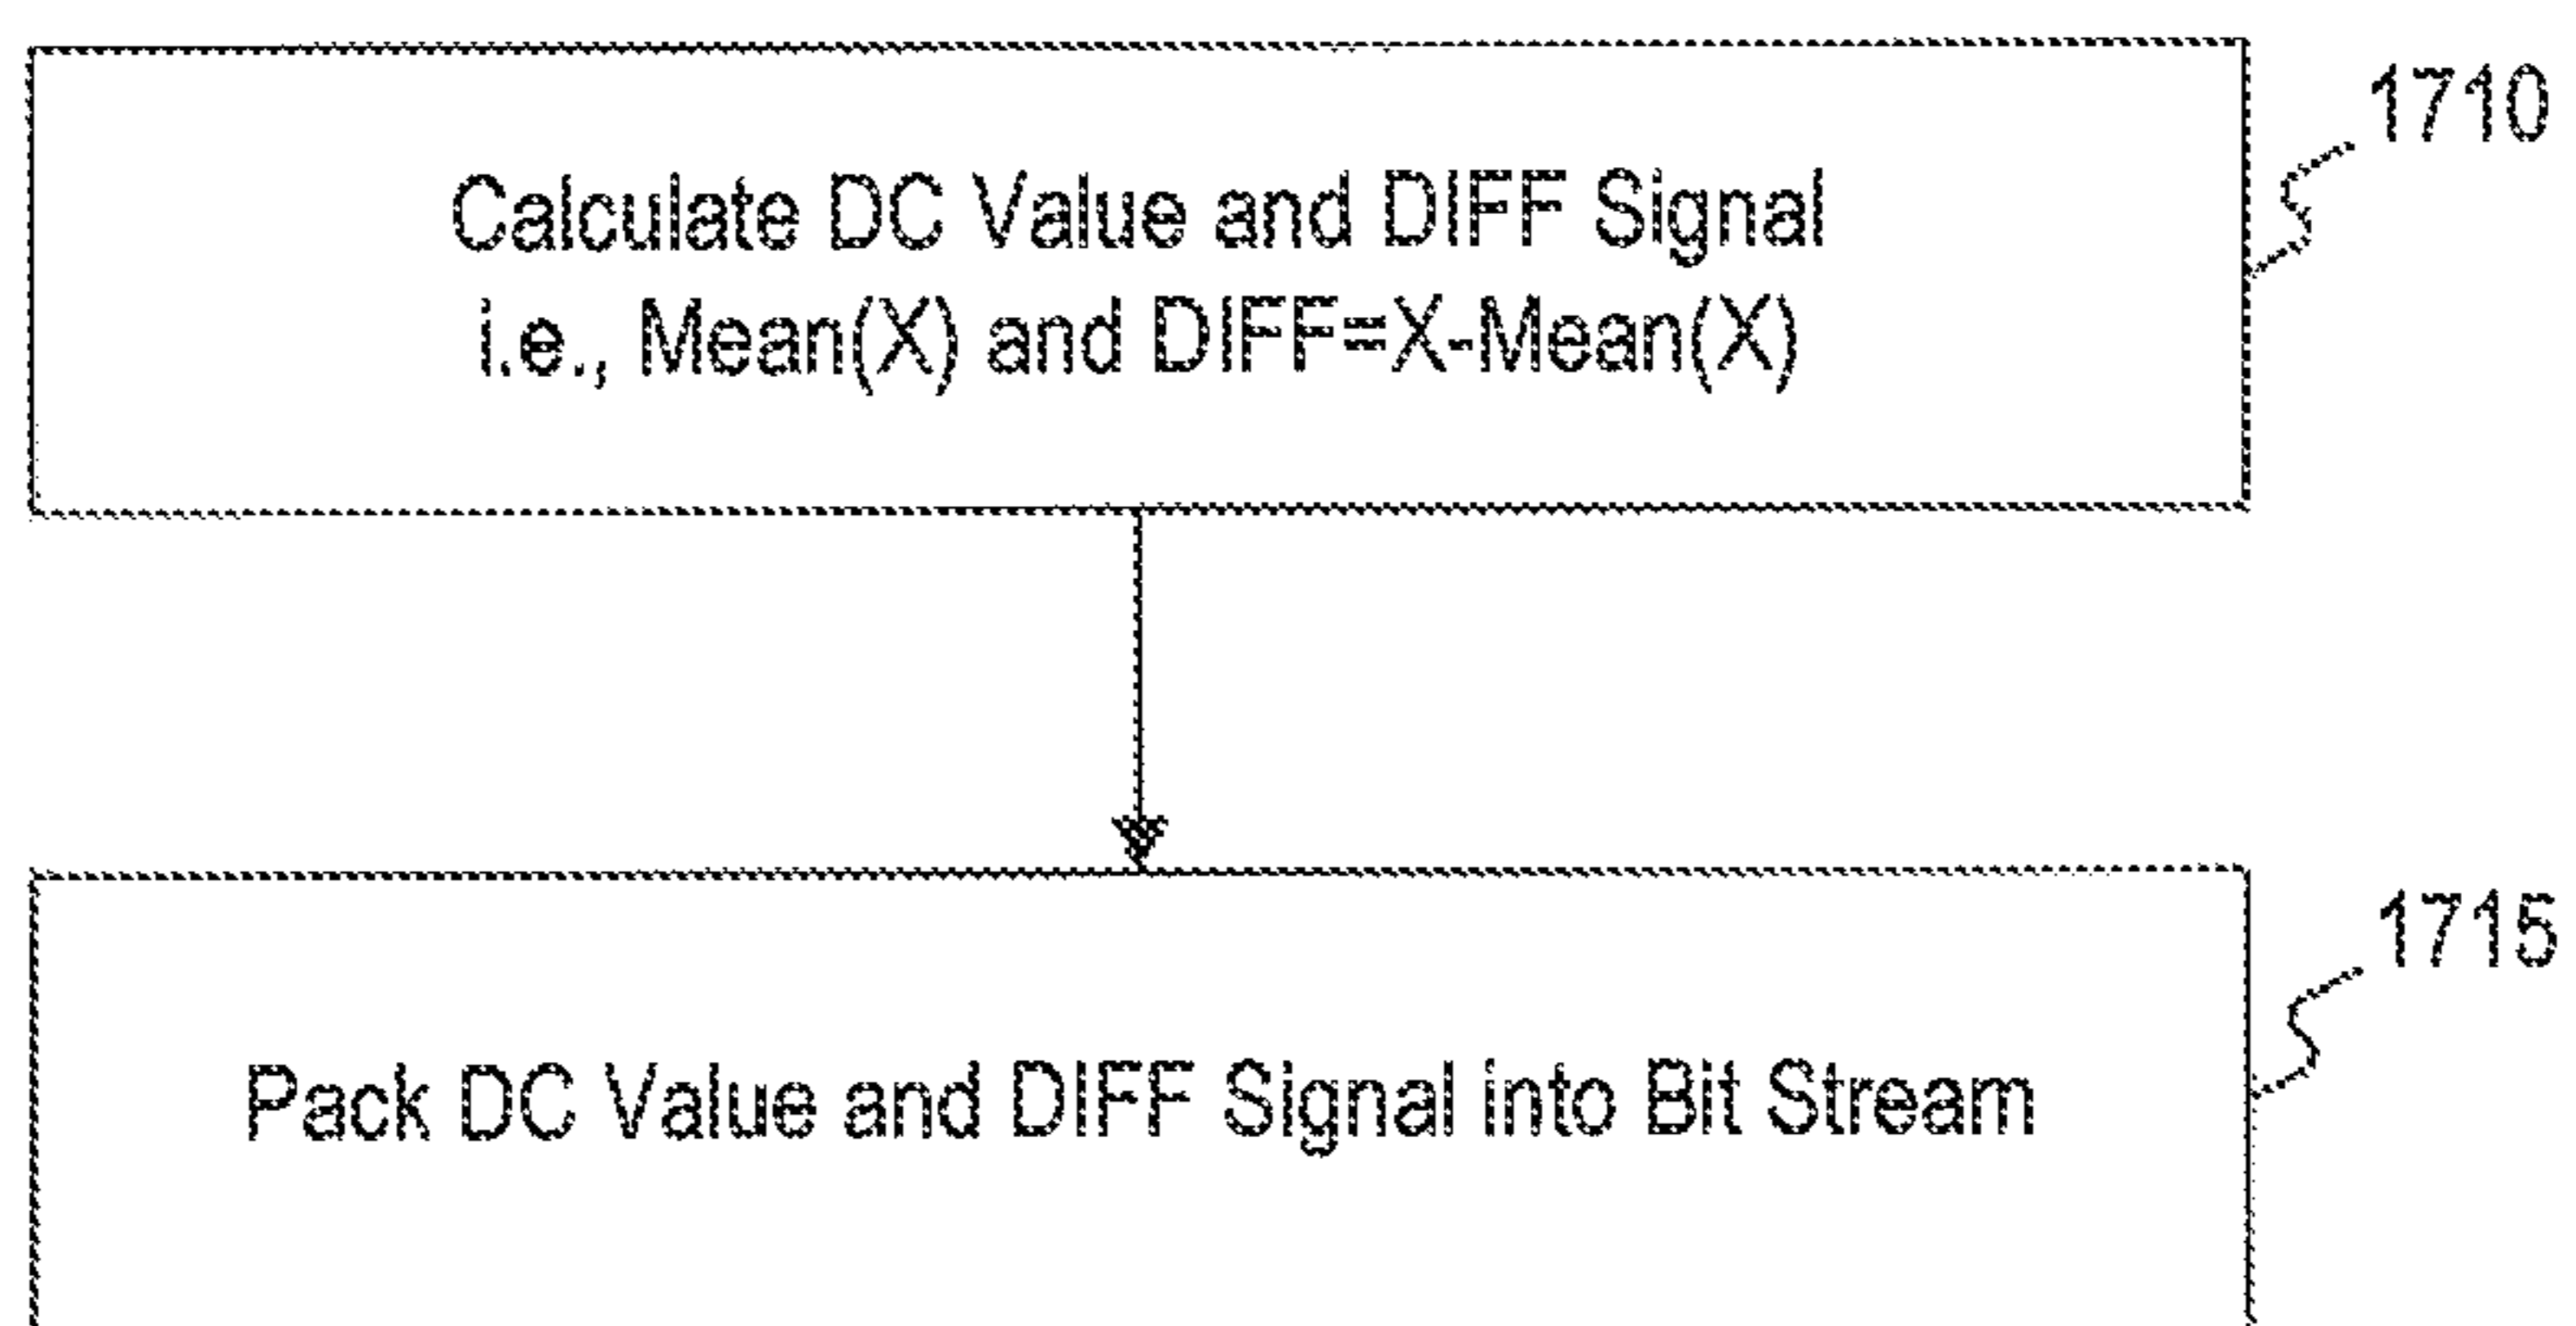 1710
Calculate DC Value and DIFF Signal
i.e., Mean(X) and DIFF=X-Mean(X)
1715
Pack DC Value and DIFF Signal into Bit Stream